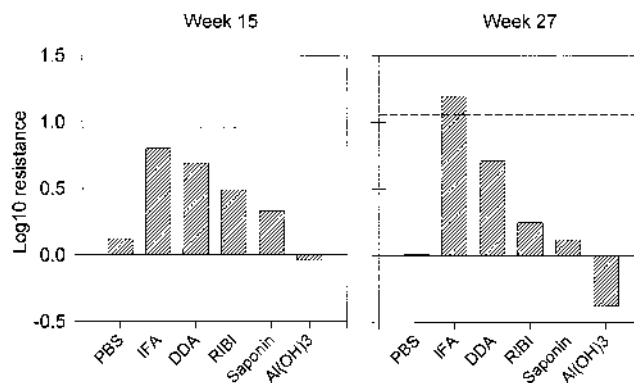 Week 15
Week 27
Log10 resistance
1.5
1.0
0.5
0.0
-0.5
PBS
IFA
DDA
RIBI
Saponin
Al(OH)3
PBS
IFA
DDA
RIBI
Saponin
Al(OH)3